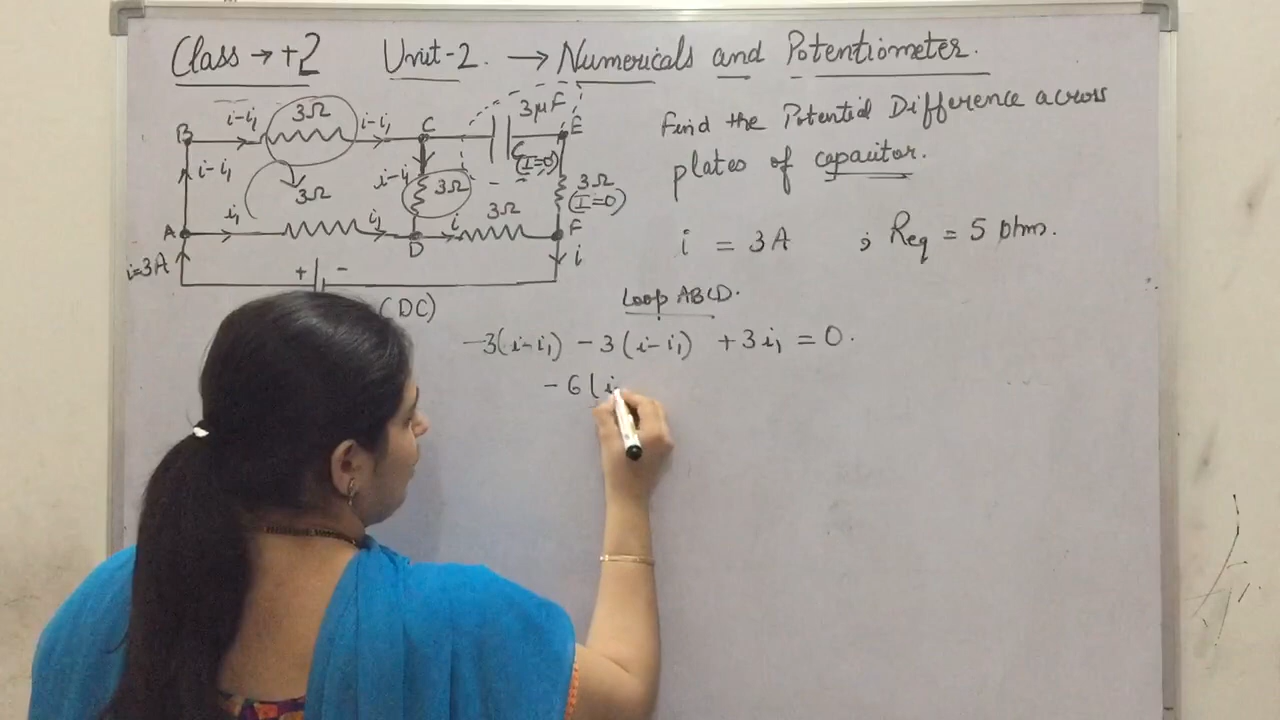 Class → +2 Unit-2. → Numericals and Potentiometer.
Find the Potential Difference across
plates of capacitor.
i = 3A ; Req = 5 Ohm.
B i-i₁ 3Ω i-i₁ C 3μF E
C
(I=0)
i-i₁ 3Ω i-i₁ 3Ω 3Ω
(I=0)
A i₁ i₁ D i 3Ω F
i=3A + - i
(DC)
Loop ABCD.
-3(i-i₁) - 3(i-i₁) + 3i₁ = 0.
- 6(i